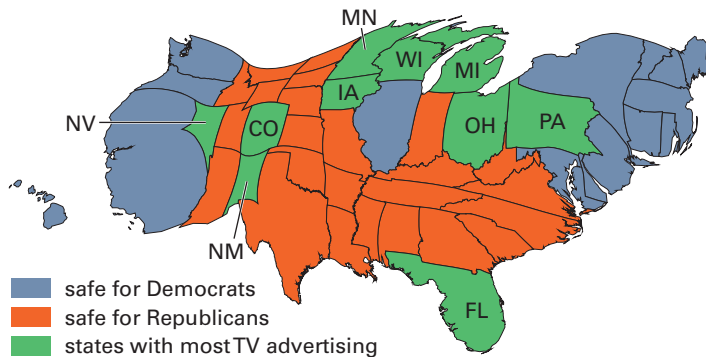 MN
WI
MI
IA
NV
CO
OH
PA
NM
FL
safe for Democrats
safe for Republicans
states with most TV advertising